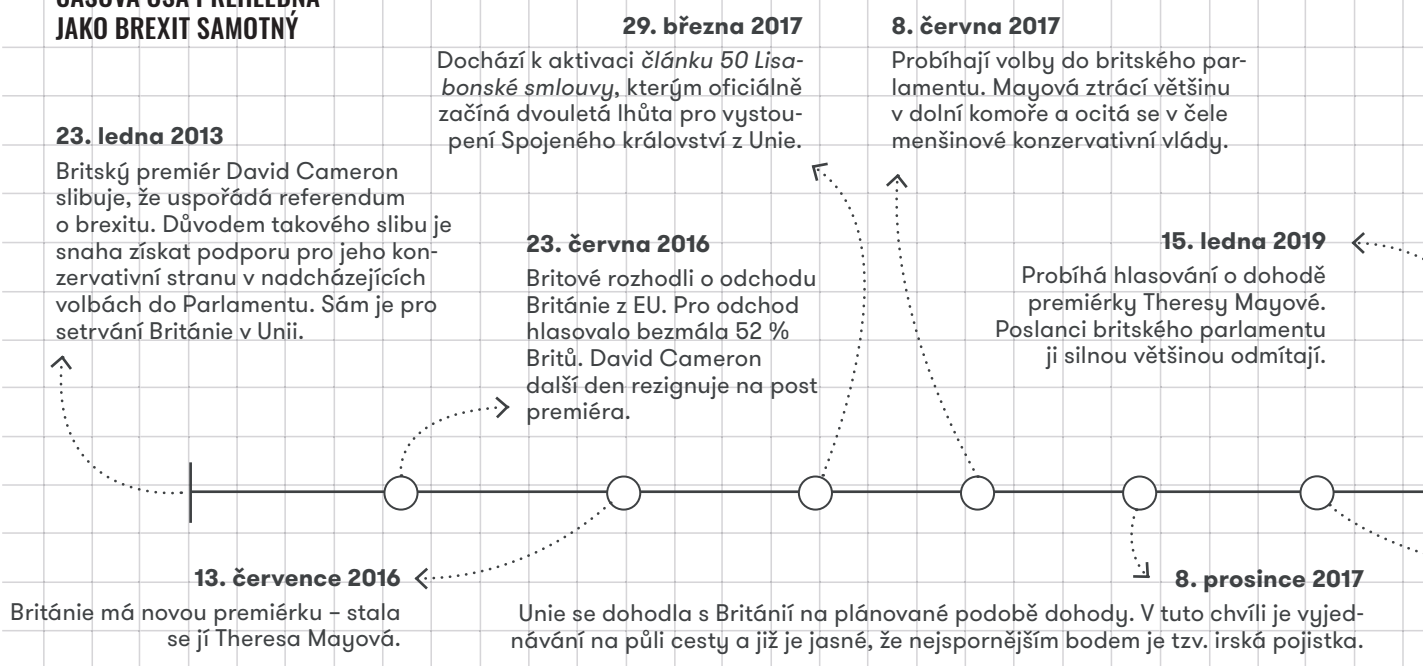 ČASOVÁ OSA PŘEHLEDNÁ
JAKO BREXIT SAMOTNÝ
23. ledna 2013
Britský premiér David Cameron
slibuje, že uspořádá referendum
o brexitu. Důvodem takového slibu je
snaha získat podporu pro jeho kon-
zervativní stranu v nadcházejících
volbách do Parlamentu. Sám je pro
setrvání Británie v Unii.
23. června 2016
Britové rozhodli o odchodu
Británie z EU. Pro odchod
hlasovalo bezmála 52 %
Britů. David Cameron
další den rezignuje na post
premiéra.
13. července 2016
Británie má novou premiérku – stala
se jí Theresa Mayová.
29. března 2017
Dochází k aktivaci článku 50 Lisa-
bonské smlouvy, kterým oficiálně
začíná dvouletá lhůta pro vystou-
pení Spojeného království z Unie.
8. června 2017
Probíhají volby do britského par-
lamentu. Mayová ztrácí většinu
v dolní komoře a ocitá se v čele
menšinové konzervativní vlády.
8. prosince 2017
Unie se dohodla s Británií na plánované podobě dohody. V tuto chvíli je vyjed-
návání na půli cesty a již je jasné, že nejspornějším bodem je tzv. irská pojistka.
15. ledna 2019
Probíhá hlasování o dohodě
premiérky Theresy Mayové.
Poslanci britského parlamentu
ji silnou většinou odmítají.